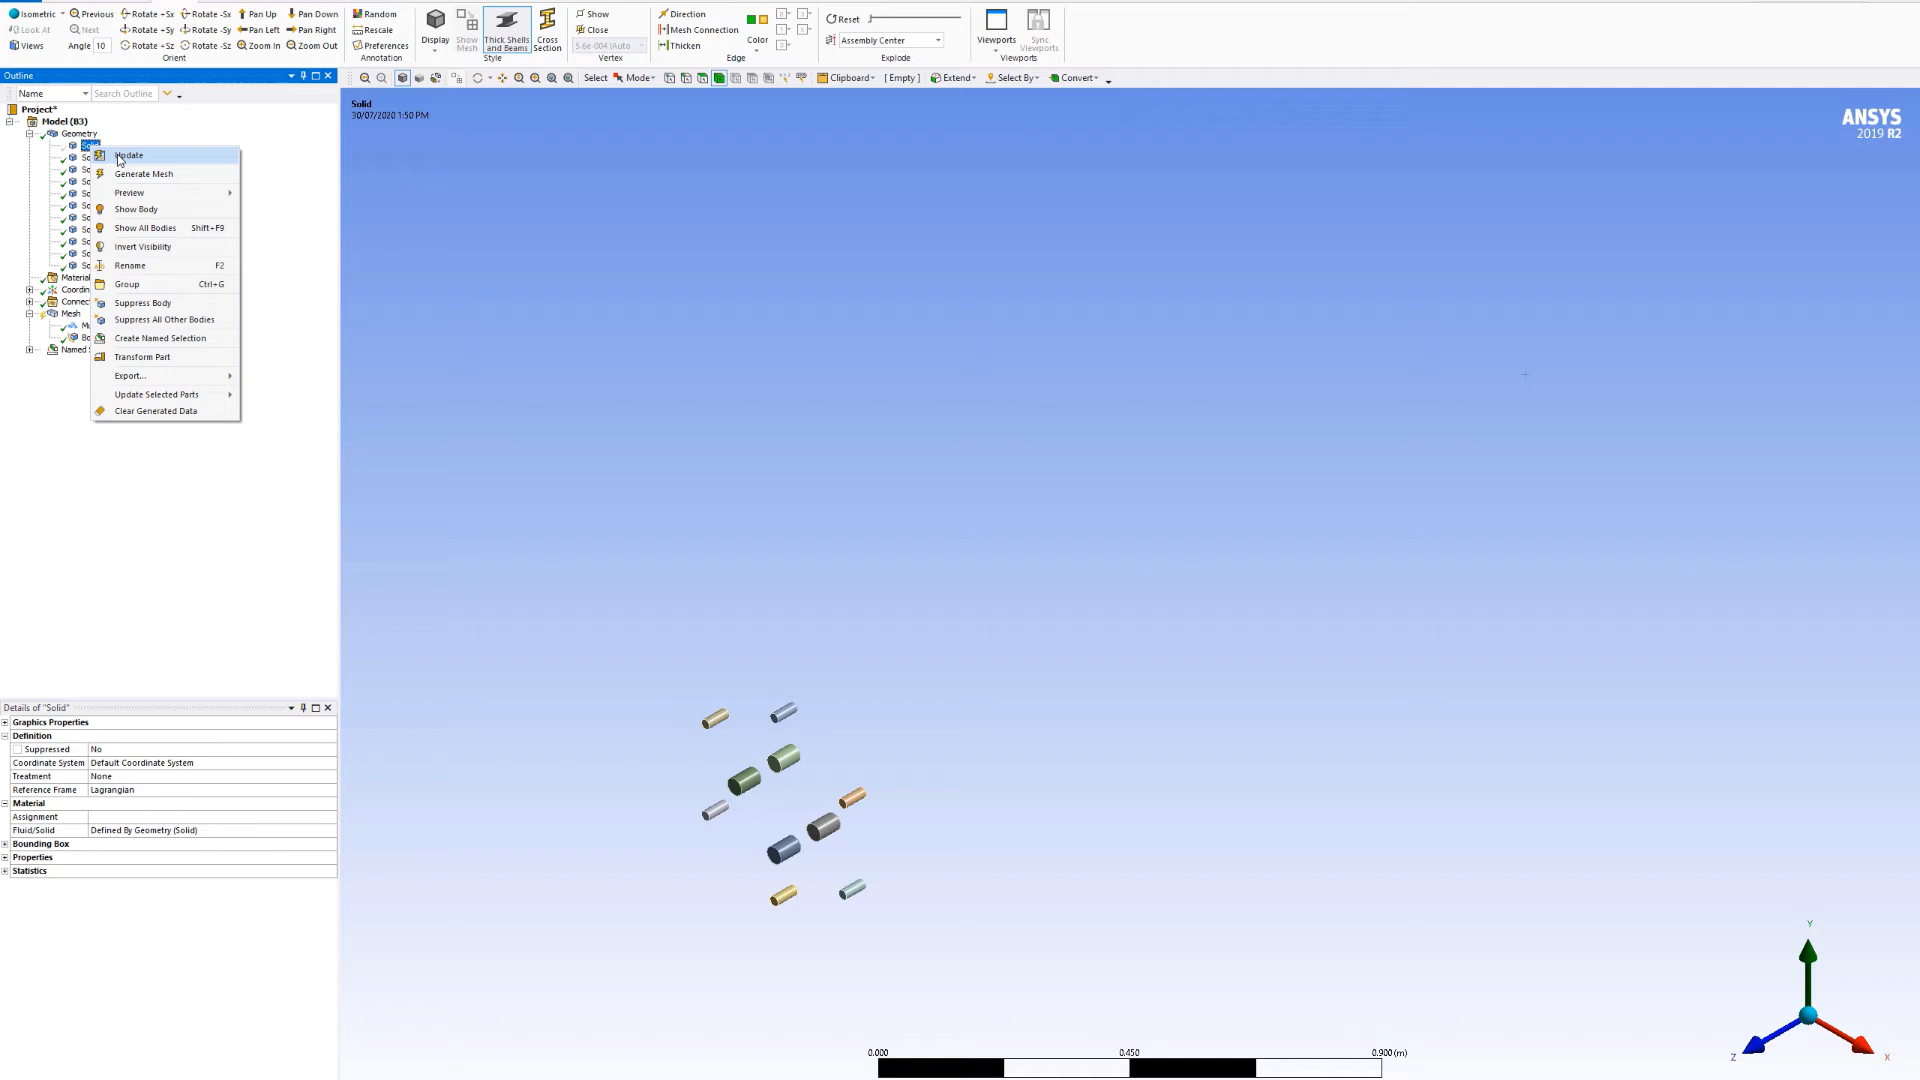 Isometric Previous Rotate +Sx Rotate -Sx Pan Up Pan Down
Look At Next Rotate +Sy Rotate -Sy Pan Left Pan Right
Views Angle 10 Rotate +Sz Rotate -Sz Zoom In Zoom Out
Orient
Random
Rescale
Preferences
Annotation
Display
Show Mesh
Thick Shells and Beams
Cross Section
Style
Show
Close
5.6e-004 (Auto
Vertex
Direction
Mesh Connection
Thicken
Color
Edge
Reset
Assembly Center
Explode
Viewports
Sync Viewports
Viewports
Outline
Name Search Outline
Select Mode Clipboard [ Empty ] Extend Select By Convert
Project*
Model (B3)
Geometry
Materia
Coordin
Connec
Mesh
Named
Update
Generate Mesh
Preview
Show Body
Show All Bodies Shift+F9
Invert Visibility
Rename F2
Group Ctrl+G
Suppress Body
Suppress All Other Bodies
Create Named Selection
Transform Part
Export...
Update Selected Parts
Clear Generated Data
Solid
30/07/2020 1:50 PM
ANSYS
2019 R2
Details of "Solid"
Graphics Properties
Definition
Suppressed No
Coordinate System Default Coordinate System
Treatment None
Reference Frame Lagrangian
Material
Assignment
Fluid/Solid Defined By Geometry (Solid)
Bounding Box
Properties
Statistics
0.000 0.450 0.900 (m)
Y
Z
X